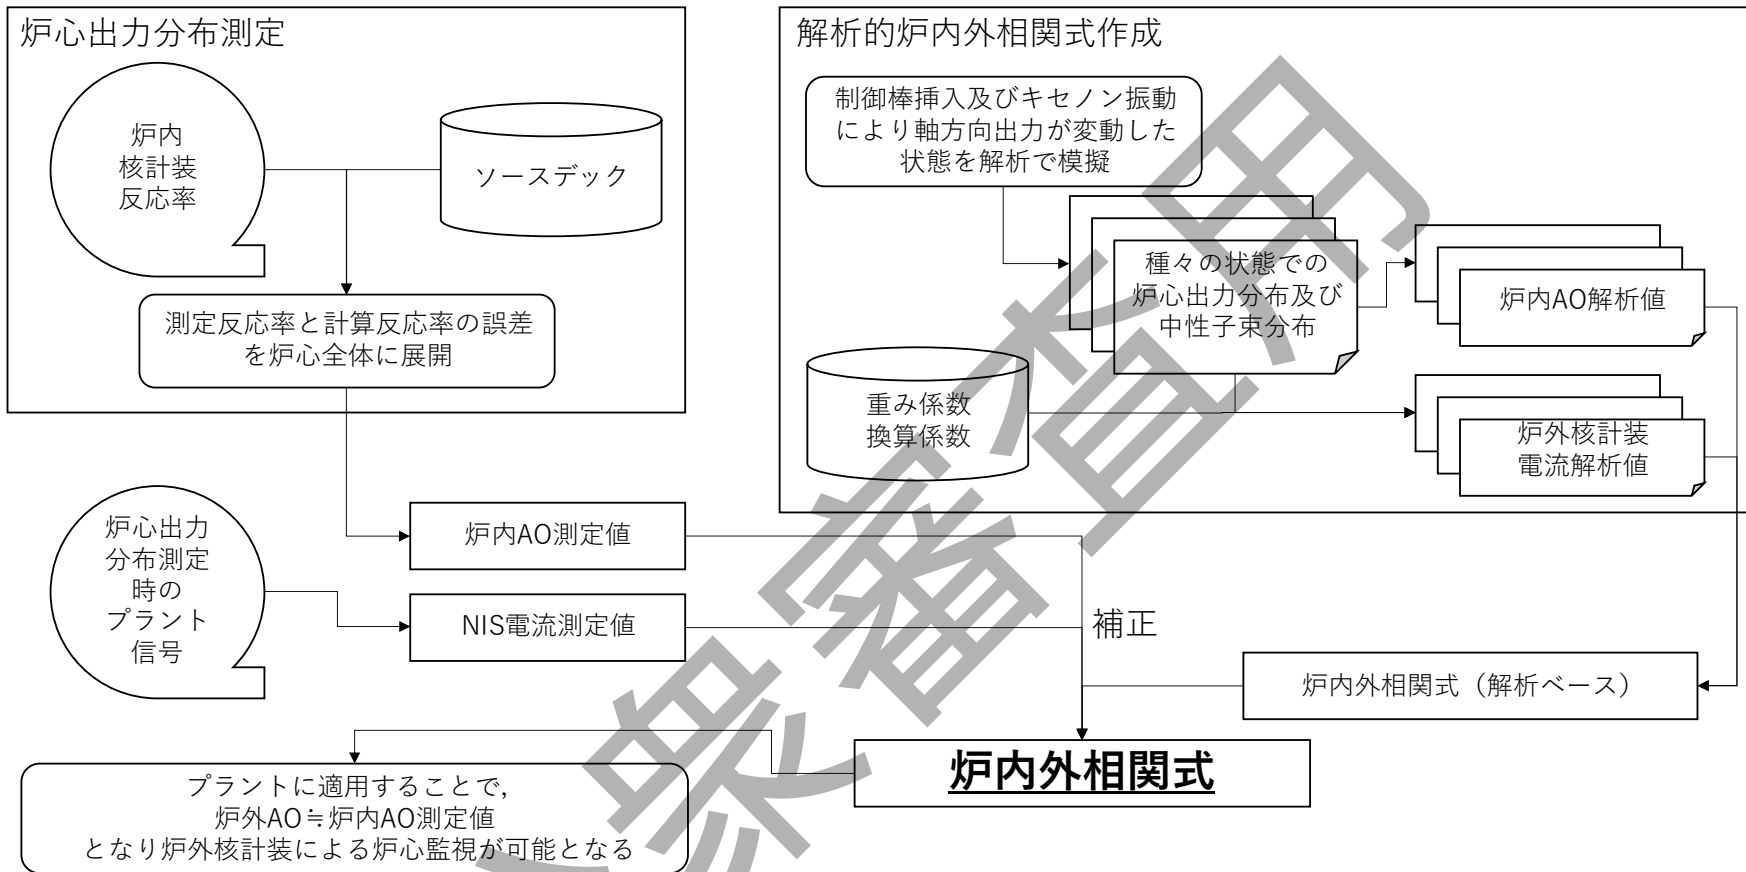 炉心出力分布測定
炉内
核計装
反応率
ソースデック
測定反応率と計算反応率の誤差
を炉心全体に展開
解析的炉内外相関式作成
制御棒挿入及びキセノン振動
により軸方向出力が変動した
状態を解析で模擬
種々の状態での
炉心出力分布及び
中性子束分布
炉内AO解析値
重み係数
換算係数
炉外核計装
電流解析値
炉心出力
分布測定
時の
プラント
信号
炉内AO測定値
NIS電流測定値
補正
炉内外相関式（解析ベース）
炉内外相関式
プラントに適用することで，
炉外AO≒炉内AO測定値
となり炉外核計装による炉心監視が可能となる
衆審査用